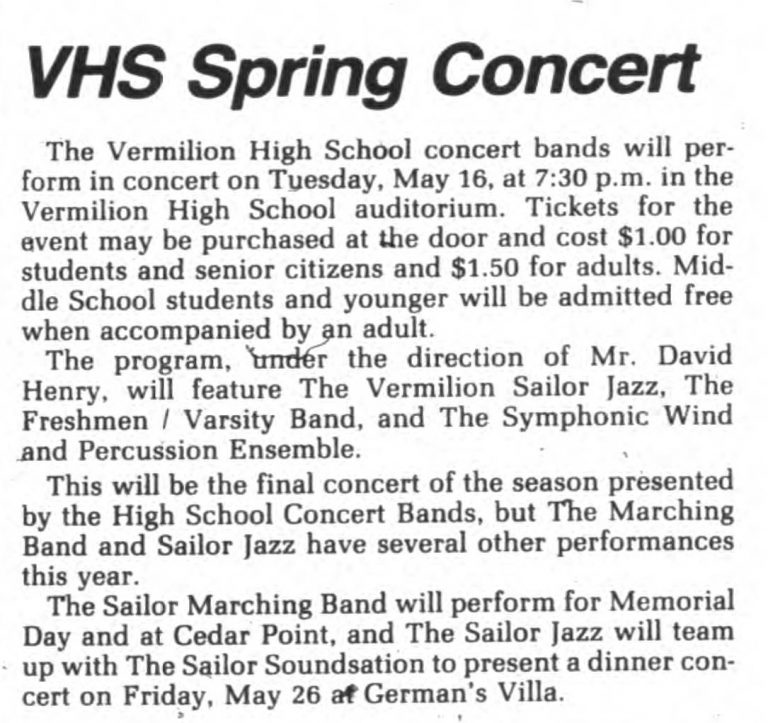 VHS Spring Concert
The Vermilion High School concert bands will per-
form in concert on Tuesday, May 16, at 7:30 p.m. in the
Vermilion High School auditorium. Tickets for the
event may be purchased at the door and cost $1.00 for
students and senior citizens and $1.50 for adults. Mid-
dle School students and younger will be admitted free
when accompanied by an adult.
The program, under the direction of Mr. David
Henry, will feature The Vermilion Sailor Jazz, The
Freshmen / Varsity Band, and The Symphonic Wind
and Percussion Ensemble.
This will be the final concert of the season presented
by the High School Concert Bands, but The Marching
Band and Sailor Jazz have several other performances
this year.
The Sailor Marching Band will perform for Memorial
Day and at Cedar Point, and The Sailor Jazz will team
up with The Sailor Soundsation to present a dinner con-
cert on Friday, May 26 at German's Villa.